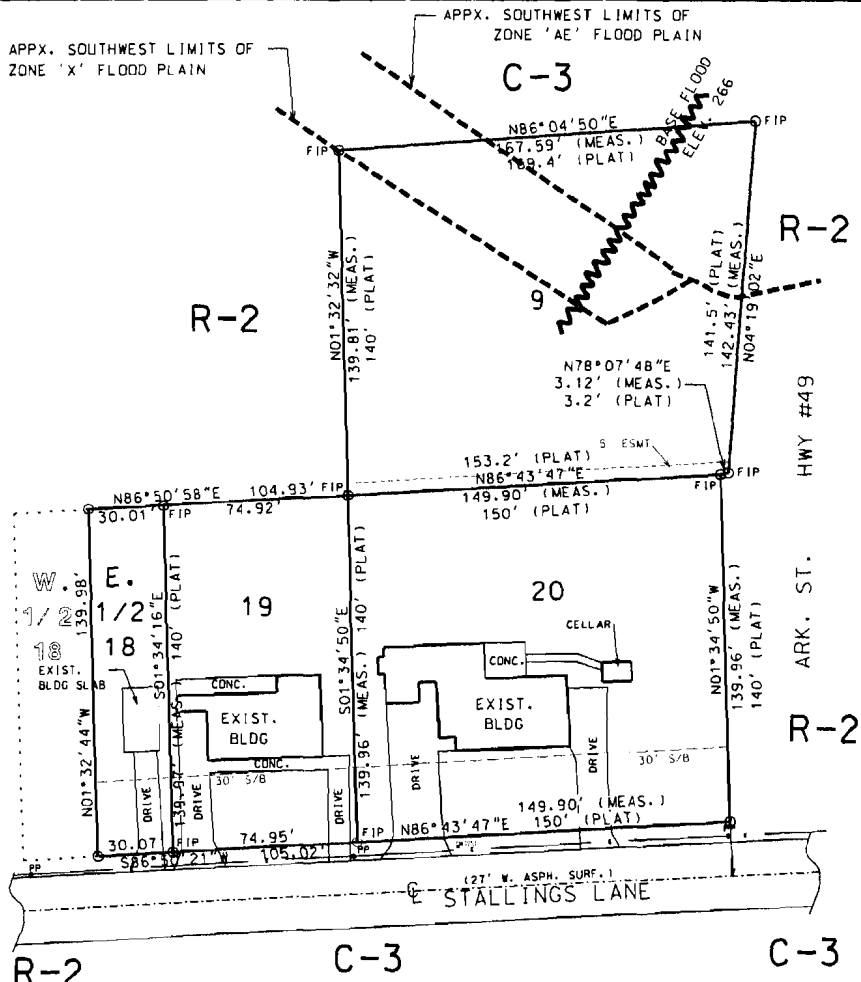 APPX. SOUTHWEST LIMITS OF
ZONE 'AE' FLOOD PLAIN
APPX. SOUTHWEST LIMITS OF
ZONE 'X' FLOOD PLAIN
C-3
BASE FLOOD
ELEV. 266
N86°04'50"E
167.59' (MEAS.)
169.4' (PLAT)
FIP
FIP
R-2
R-2
9
N01°32'32"W
139.81' (MEAS.)
140' (PLAT)
141.5' (PLAT)
142.43' (MEAS.)
N04°19'02"E
N78°07'48"E
3.12' (MEAS.)
3.2' (PLAT)
HWY #49
ARK. ST.
5' ESMT
153.2' (PLAT)
N86°43'47"E
149.90' (MEAS.)
150' (PLAT)
FIP
FIP
FIP
N86°50'58"E
104.93'
30.01'
FIP
74.92'
W.
1/2
18
E.
1/2
18
19
20
139.98'
N01°32'44"W
S01°34'16"E
140' (PLAT)
139.97' (MEAS.)
S01°34'50"E
140' (PLAT)
139.96' (MEAS.)
N01°34'50"W
139.96' (MEAS.)
140' (PLAT)
EXIST.
BLDG SLAB
CONC.
EXIST.
BLDG
CONC.
CONC.
CELLAR
EXIST.
BLDG
R-2
30' S/B
30' S/B
DRIVE
DRIVE
DRIVE
DRIVE
DRIVE
30.07'
FIP
74.95'
FIP
N86°43'47"E
149.90' (MEAS.)
150' (PLAT)
S86°50'21"W
105.02'
PP
PP
(27' W. ASPH. SURF.)
STALLINGS LANE
R-2
C-3
C-3